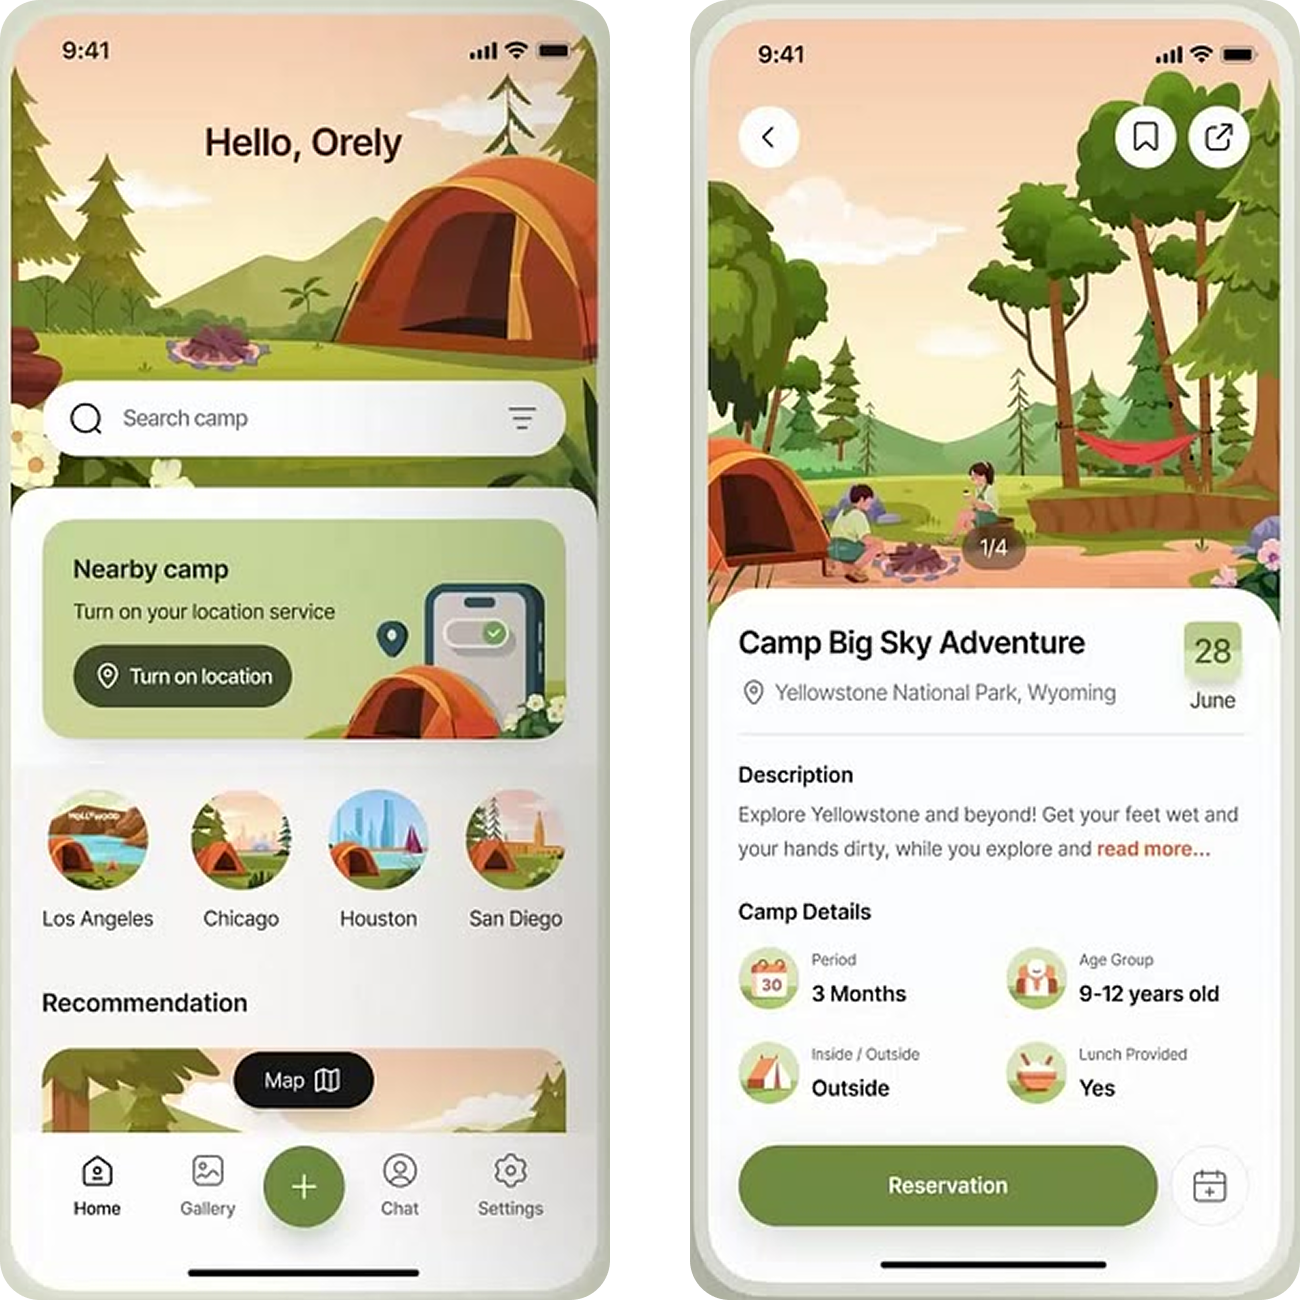 9:41
Hello, Orely
Search camp
Nearby camp
Turn on your location service
Turn on location
HOLLYWOOD
Los Angeles
Chicago
Houston
San Diego
Recommendation
Map
Home
Gallery
Chat
Settings
9:41
1/4
Camp Big Sky Adventure
28
Yellowstone National Park, Wyoming
June
Description
Explore Yellowstone and beyond! Get your feet wet and
your hands dirty, while you explore and read more...
Camp Details
Period
30
3 Months
Age Group
9-12 years old
Inside / Outside
Outside
Lunch Provided
Yes
Reservation